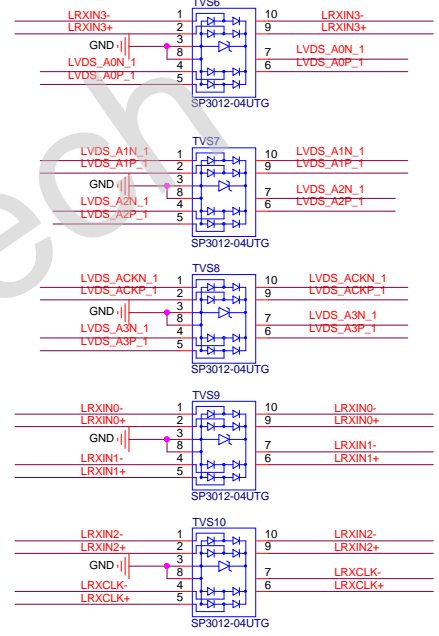 TVS6
LRXIN3- 1 10 LRXIN3-
LRXIN3+ 2 9 LRXIN3+
GND 3
8 7 LVDS_A0N_1
LVDS_A0N_1 4 6 LVDS_A0P_1
LVDS_A0P_1 5
SP3012-04UTG
TVS7
LVDS_A1N_1 1 10 LVDS_A1N_1
LVDS_A1P_1 2 9 LVDS_A1P_1
GND 3
8 7 LVDS_A2N_1
LVDS_A2N_1 4 6 LVDS_A2P_1
LVDS_A2P_1 5
SP3012-04UTG
TVS8
LVDS_ACKN_1 1 10 LVDS_ACKN_1
LVDS_ACKP_1 2 9 LVDS_ACKP_1
GND 3
8 7 LVDS_A3N_1
LVDS_A3N_1 4 6 LVDS_A3P_1
LVDS_A3P_1 5
SP3012-04UTG
TVS9
LRXIN0- 1 10 LRXIN0-
LRXIN0+ 2 9 LRXIN0+
GND 3
8 7 LRXIN1-
LRXIN1- 4 6 LRXIN1+
LRXIN1+ 5
SP3012-04UTG
TVS10
LRXIN2- 1 10 LRXIN2-
LRXIN2+ 2 9 LRXIN2+
GND 3
8 7 LRXCLK-
LRXCLK- 4 6 LRXCLK+
LRXCLK+ 5
SP3012-04UTG
ech